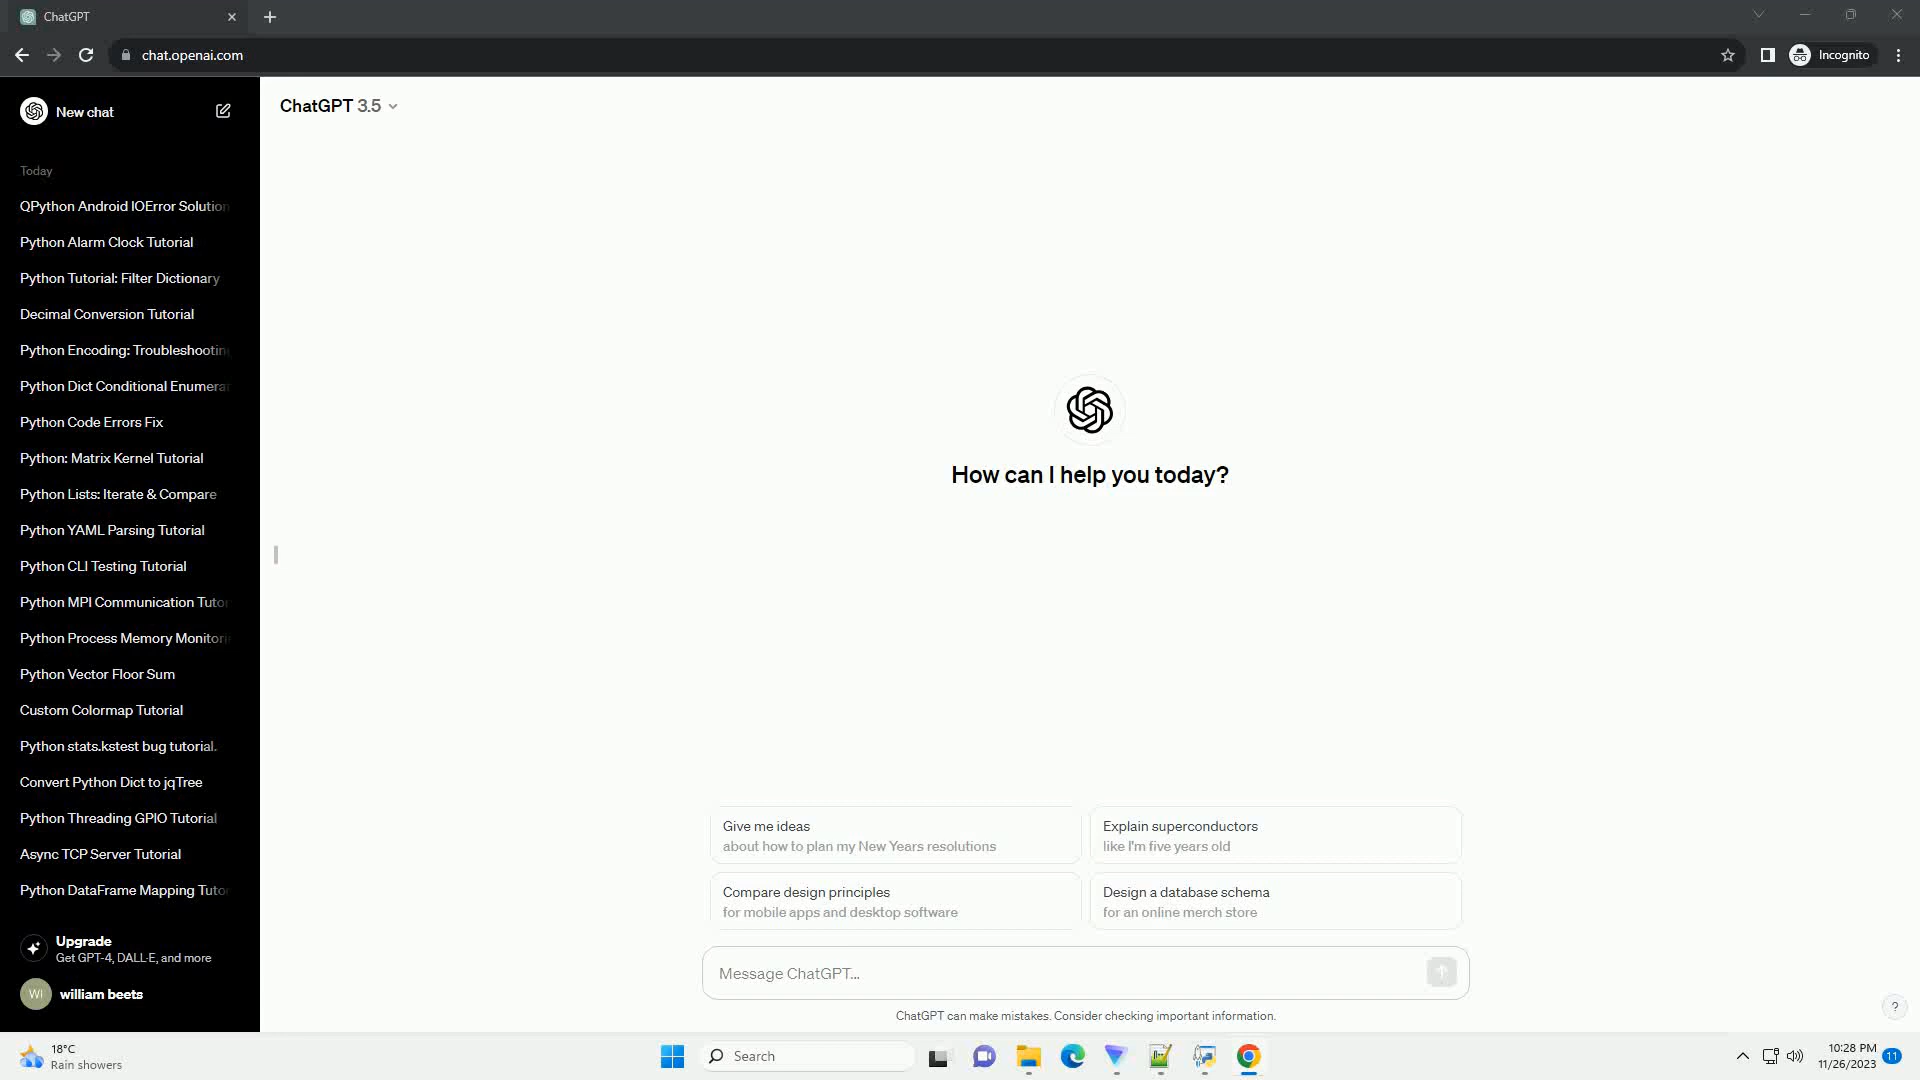 ChatGPT
chat.openai.com
Incognito
New chat
ChatGPT 3.5
Today
QPython Android IOError Solution
Python Alarm Clock Tutorial
Python Tutorial: Filter Dictionary
Decimal Conversion Tutorial
Python Encoding: Troubleshooting
Python Dict Conditional Enumera
Python Code Errors Fix
Python: Matrix Kernel Tutorial
Python Lists: Iterate & Compare
Python YAML Parsing Tutorial
Python CLI Testing Tutorial
Python MPI Communication Tuto
Python Process Memory Monitori
Python Vector Floor Sum
Custom Colormap Tutorial
Python stats.kstest bug tutorial.
Convert Python Dict to jqTree
Python Threading GPIO Tutorial
Async TCP Server Tutorial
Python DataFrame Mapping Tuto
Upgrade
Get GPT-4, DALL·E, and more
WI
william beets
How can I help you today?
Give me ideas
about how to plan my New Years resolutions
Explain superconductors
like I'm five years old
Compare design principles
for mobile apps and desktop software
Design a database schema
for an online merch store
Message ChatGPT...
ChatGPT can make mistakes. Consider checking important information.
?
18°C
Rain showers
Search
10:28 PM
11/26/2023
11